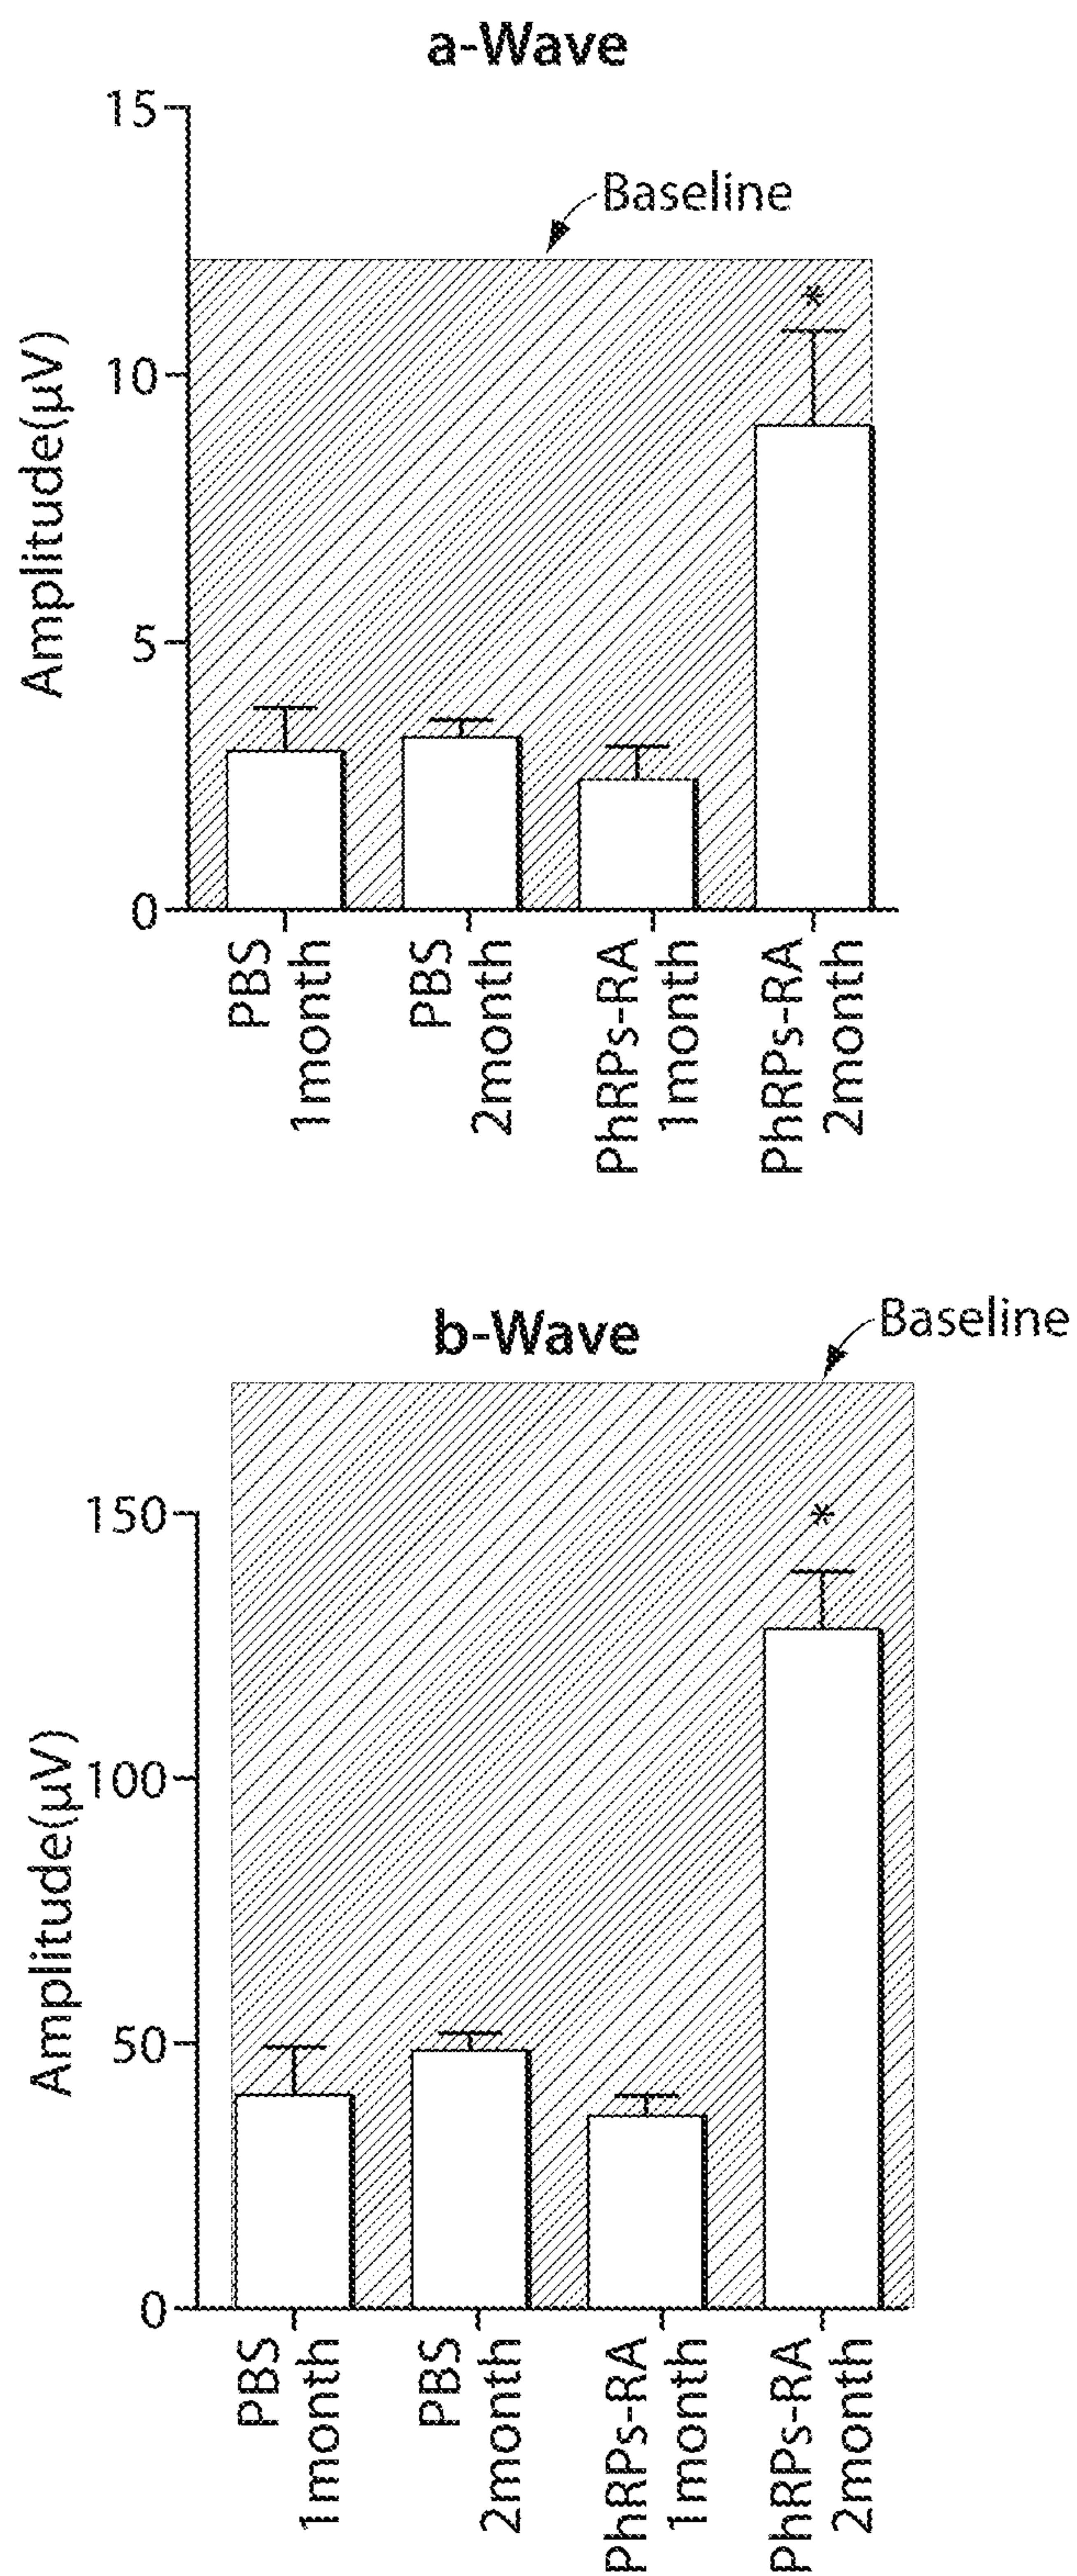 a-Wave
15
Baseline
10
5
0
Amplitude(μV)
PBS
1month
PBS
2month
PhRPs-RA
1month
PhRPs-RA
2month
*
b-Wave
Baseline
150
100
50
0
Amplitude(μV)
PBS
1month
PBS
2month
PhRPs-RA
1month
PhRPs-RA
2month
*